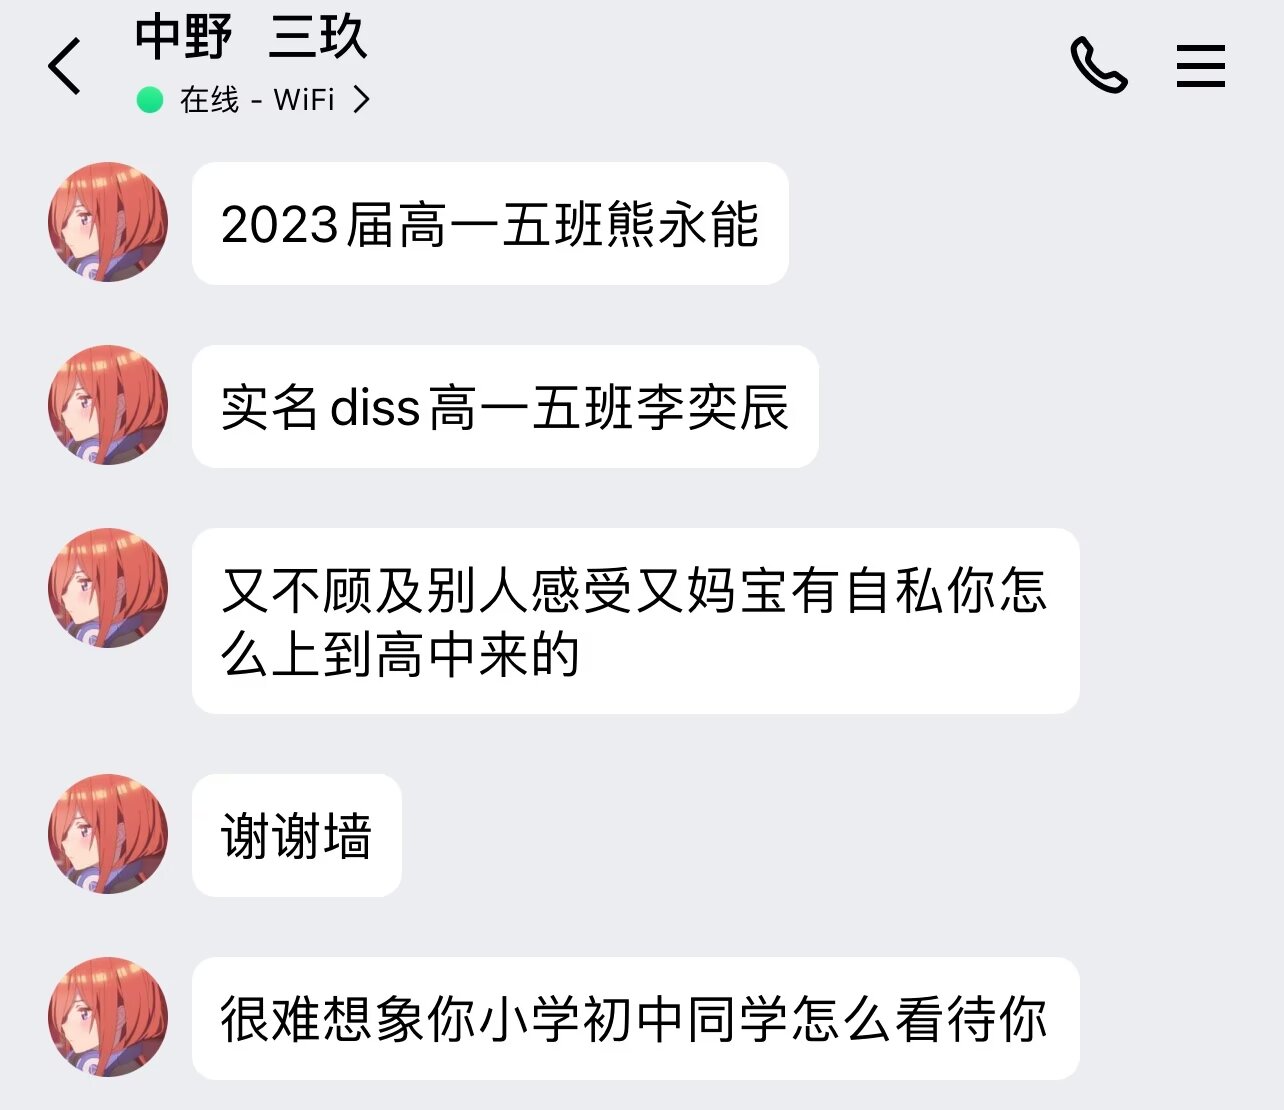 中野 三玖
在线 - WiFi
2023届高一五班熊永能
实名diss高一五班李奕辰
又不顾及别人感受又妈宝有自私你怎
么上到高中来的
谢谢墙
很难想象你小学初中同学怎么看待你